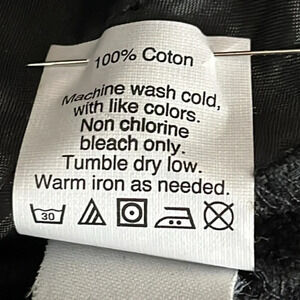 100% Coton
Machine wash cold,
with like colors.
Non chlorine
bleach only.
Tumble dry low.
Warm iron as needed.
30